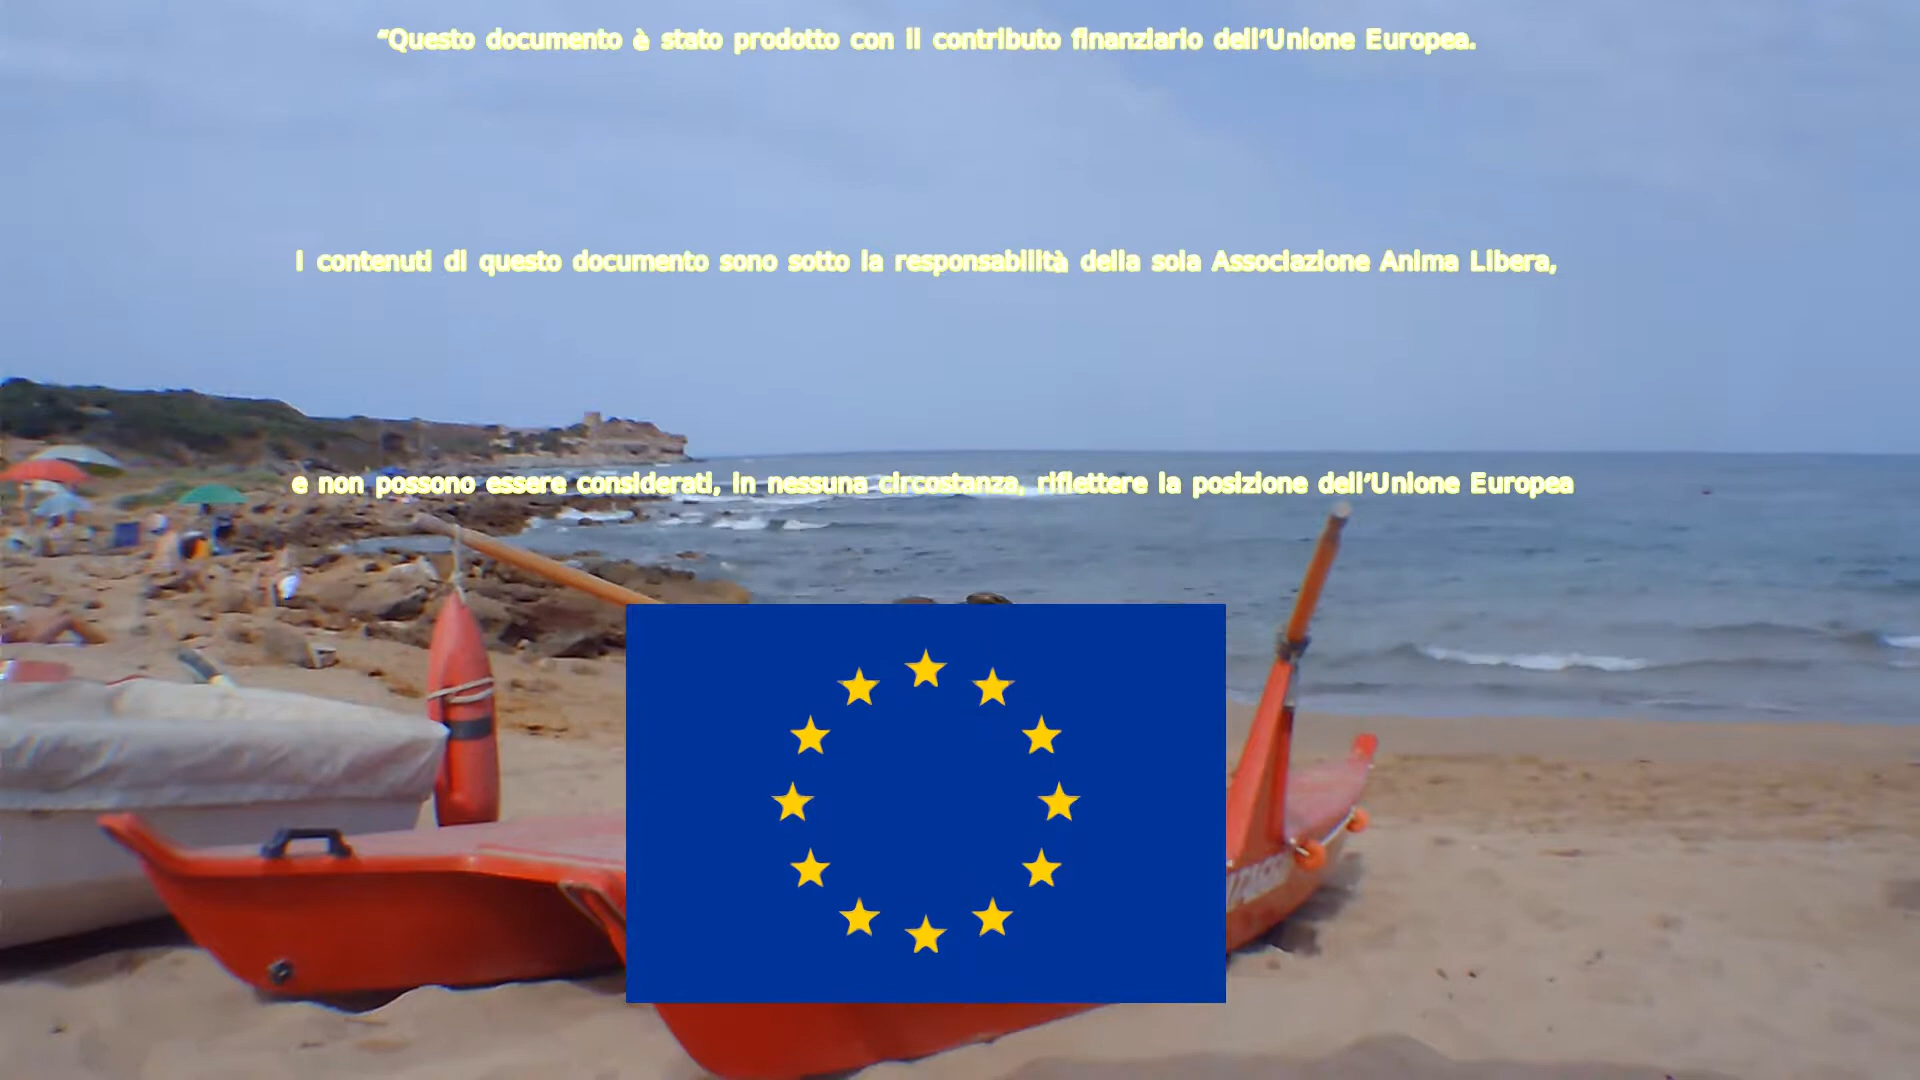 “Questo documento è stato prodotto con il contributo finanziario dell’Unione Europea.
I contenuti di questo documento sono sotto la responsabilità della sola Associazione Anima Libera,
e non possono essere considerati, in nessuna circostanza, riflettere la posizione dell’Unione Europea